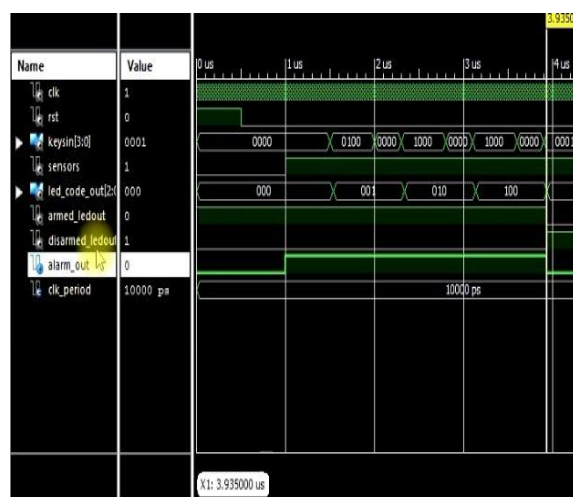 3.9350
Name Value 0 us 1 us 2 us 3 us 4 us
clk 1
rst 0
keysin[3:0] 0001 0000 0100 0000 1000 0000 1000 0000 0001
sensors 1
led_code_out[2:0 000 000 001 010 100
armed_ledout 0
disarmed_ledout 1
alarm_out 0
clk_period 10000 ps 10000 ps
X1: 3.935000 us